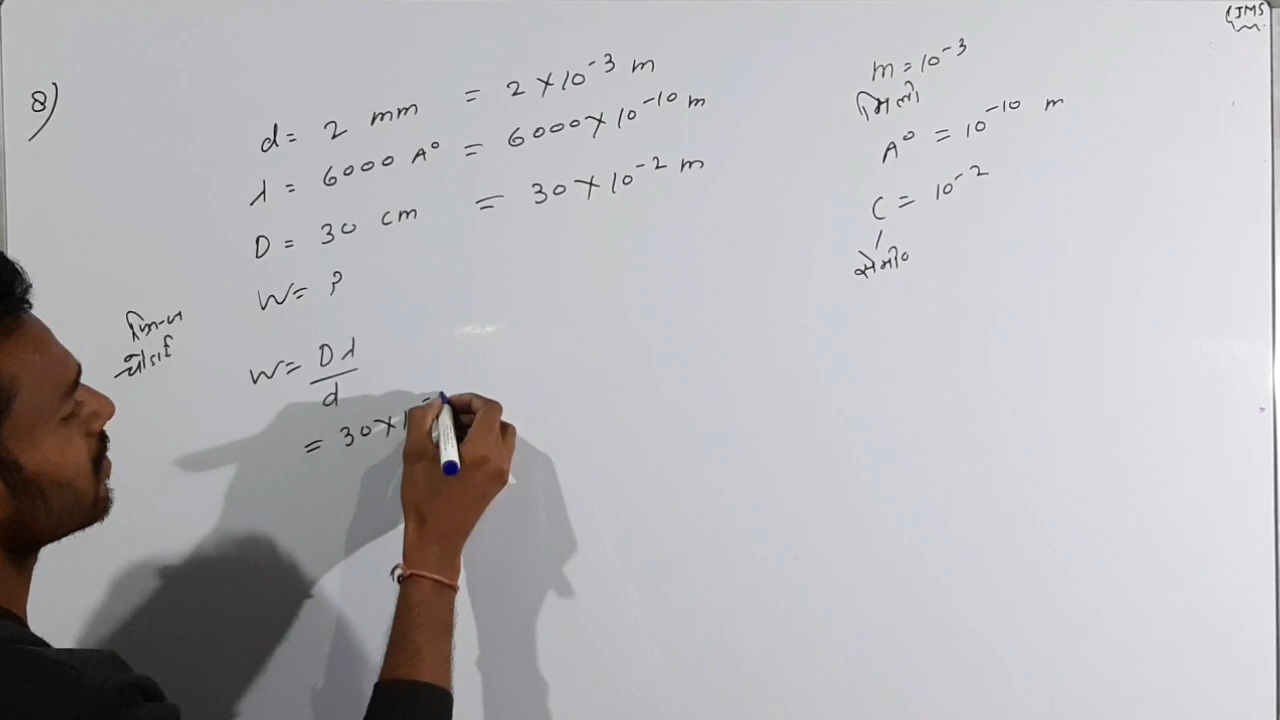 8)
d = 2 mm = 2 × 10⁻³ m
λ = 6000 A° = 6000 × 10⁻¹⁰ m
D = 30 cm = 30 × 10⁻² m
W = ?
W = Dλ / d
= 30 × 1
m = 10⁻³
मिली
A° = 10⁻¹⁰ m
C = 10⁻²
JMS